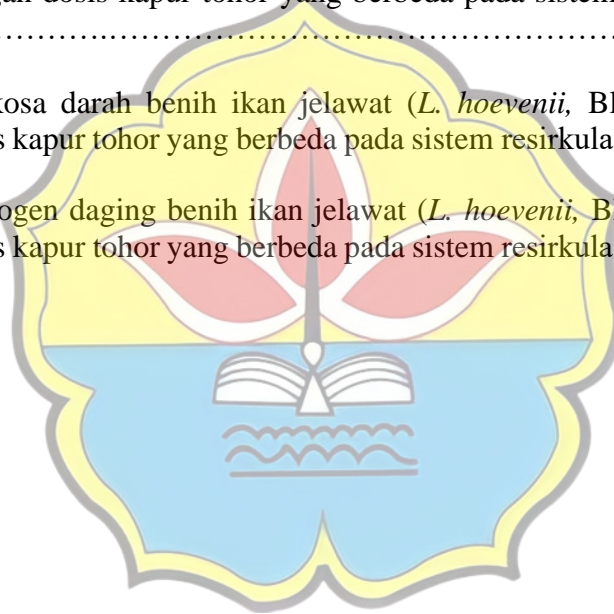 gan dosis kapur tohor yang berbeda pada sistem
……………………………………………………
kosa darah benih ikan jelawat (L. hoevenii, Bl
s kapur tohor yang berbeda pada sistem resirkula
ogen daging benih ikan jelawat (L. hoevenii, B
s kapur tohor yang berbeda pada sistem resirkula